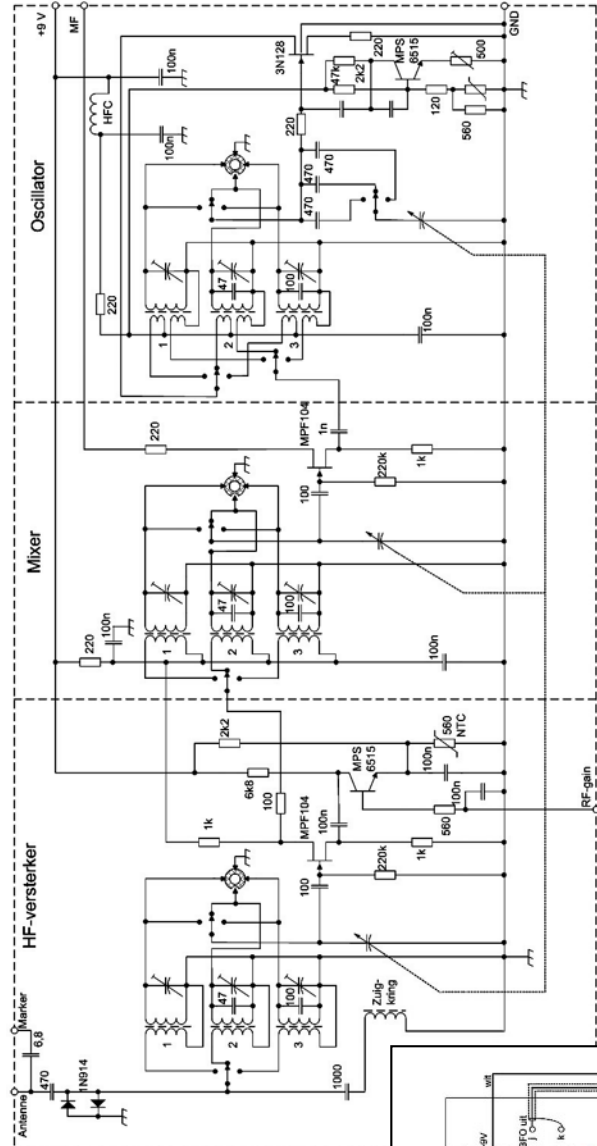 Oscillator
+9 V
MF
GND
HFC
100n
100n
220
3N128
220
47k
2k2
MPS
6515
500
120
560
220
470
470
470
1
2
3
47
100
100n
Mixer
220
MPF104
1n
100
220k
1k
220
100n
1
2
3
47
100
100n
HF-versterker
2k2
6k8
1k
100
MPS
6515
560
NTC
100n
100n
100n
MPF104
560
100
220k
1k
RF-gain
1
2
3
47
100
Marker
6,8
470
1N914
Antenne
1000
Zuig-
kring
wit
BFO uit
-9V
j
k